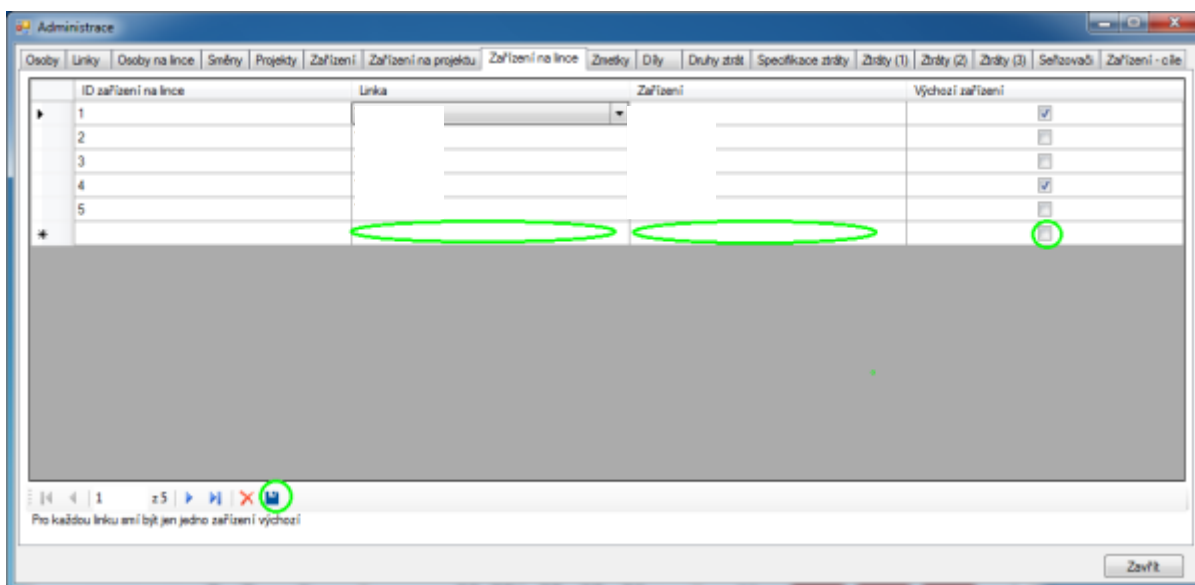 Administrace
Osoby Linky Osoby na lince Směny Projekty Zařízení Zařízení na projektu Zařízení na lince Zmetky Díly Druhy ztrát Specifikace ztráty Ztráty (1) Ztráty (2) Ztráty (3) Seřizovači Zařízení - cíle
ID zařízení na lince Linka Zařízení Výchozí zařízení
1
2
3
4
5
1 z 5
Pro každou linku smí být jen jedno zařízení výchozí
Zavřít